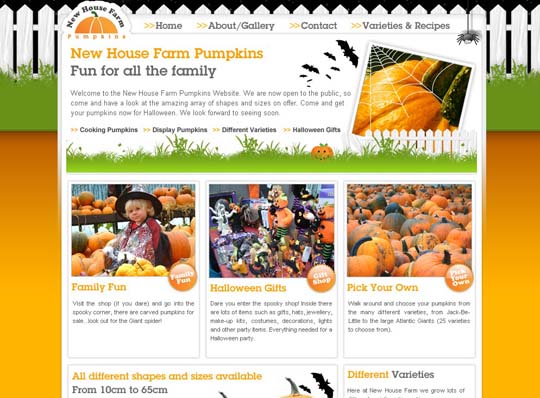 New House Farm
Pumpkins
>>Home >>About/Gallery >>Contact >>Varieties & Recipes
New House Farm Pumpkins
Fun for all the family
Welcome to the New House Farm Pumpkins Website. We are now open to the public, so
come and have a look at the amazing array of shapes and sizes on offer. Come and get
your pumpkins now for Halloween. We look forward to seeing soon.
>> Cooking Pumpkins >> Display Pumpkins >> Different Varieties >> Halloween Gifts
Family
Fun
Family Fun
Visit the shop (if you dare) and go into the
spooky corner, there are carved pumpkins for
sale. .look out for the Giant spider!
Gift
Shop
Halloween Gifts
Dare you enter the spooky shop! Inside there
are lots of items such as gifts, hats, jewellery,
make-up kits, costumes, decorations, lights
and other party items. Everything needed for a
Halloween party.
Pick
Your
Own
Pick Your Own
Walk around and choose your pumpkins from
the many different varieties, from Jack-Be-
Little to the large Atlantic Giants (25 varieties
to choose from).
All different shapes and sizes available
From 10cm to 65cm
Different Varieties
Here at New House Farm we grow lots of